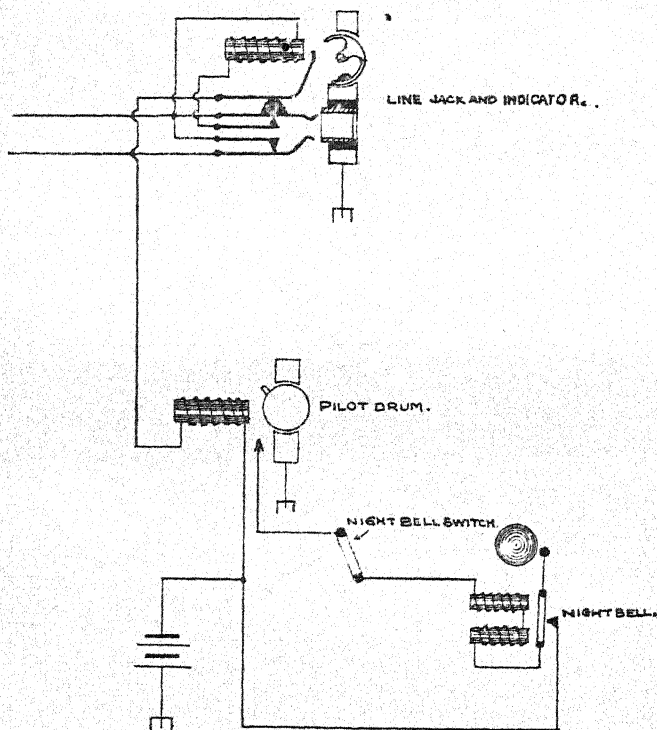 LINE JACK AND INDICATOR.
PILOT DRUM.
NIGHT BELL SWITCH.
NIGHT BELL.